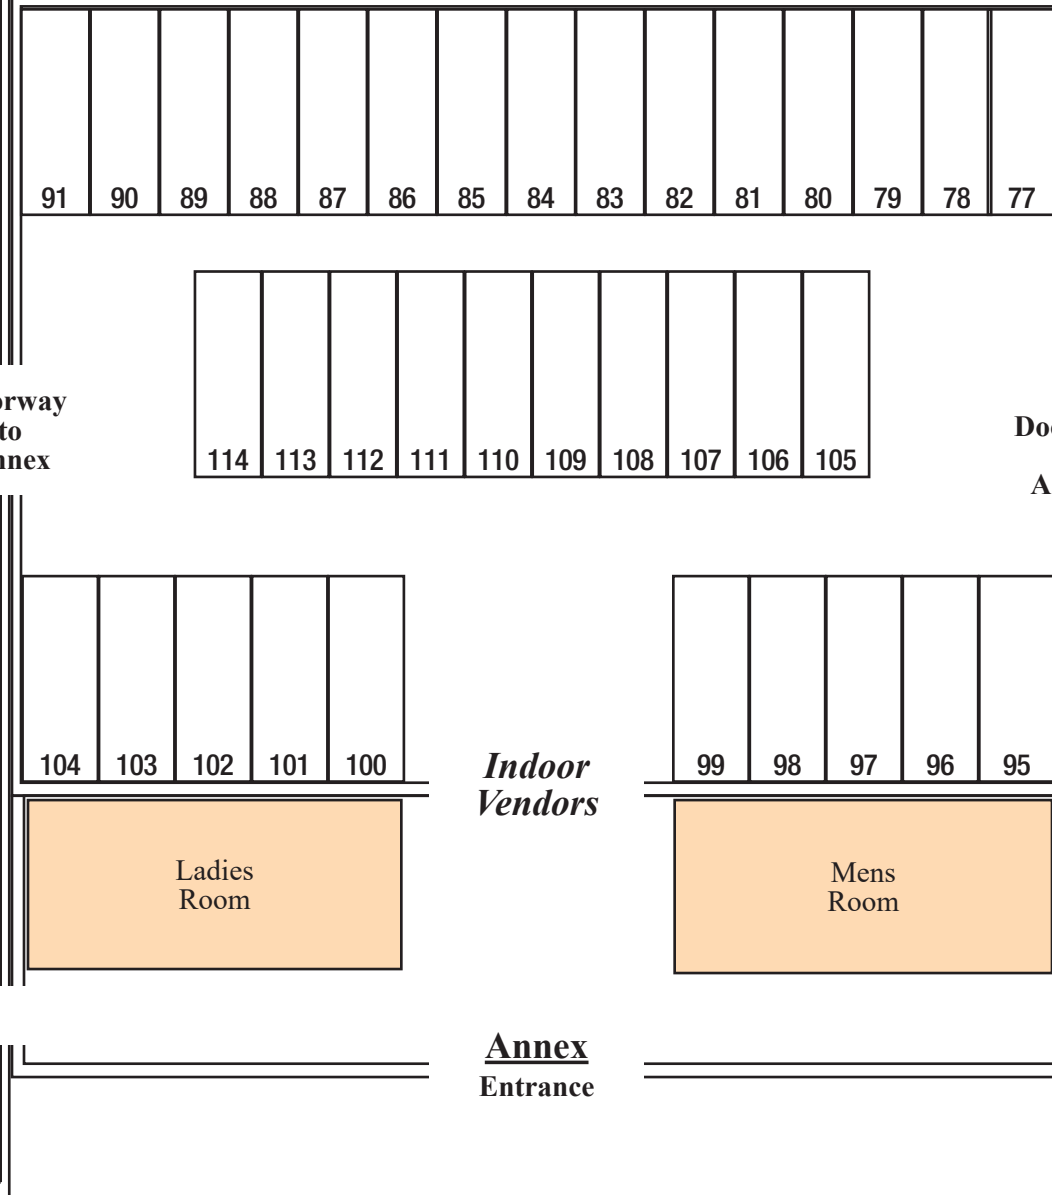 91 90 89 88 87 86 85 84 83 82 81 80 79 78 77
114 113 112 111 110 109 108 107 106 105
to
104 103 102 101 100 99 98 97 96 95
Indoor
Vendors
Ladies
Room
Mens
Room
Annex
Entrance